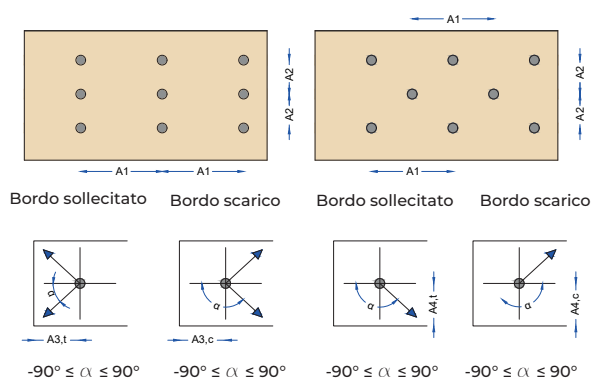 A1
A2
A2
A2
A2
A1 A1
A1
Bordo sollecitato Bordo scarico Bordo sollecitato Bordo scarico
α α α α
A4,t A4,c
A3,t A3,c
-90° ≤ α ≤ 90° -90° ≤ α ≤ 90° -90° ≤ α ≤ 90° -90° ≤ α ≤ 90°